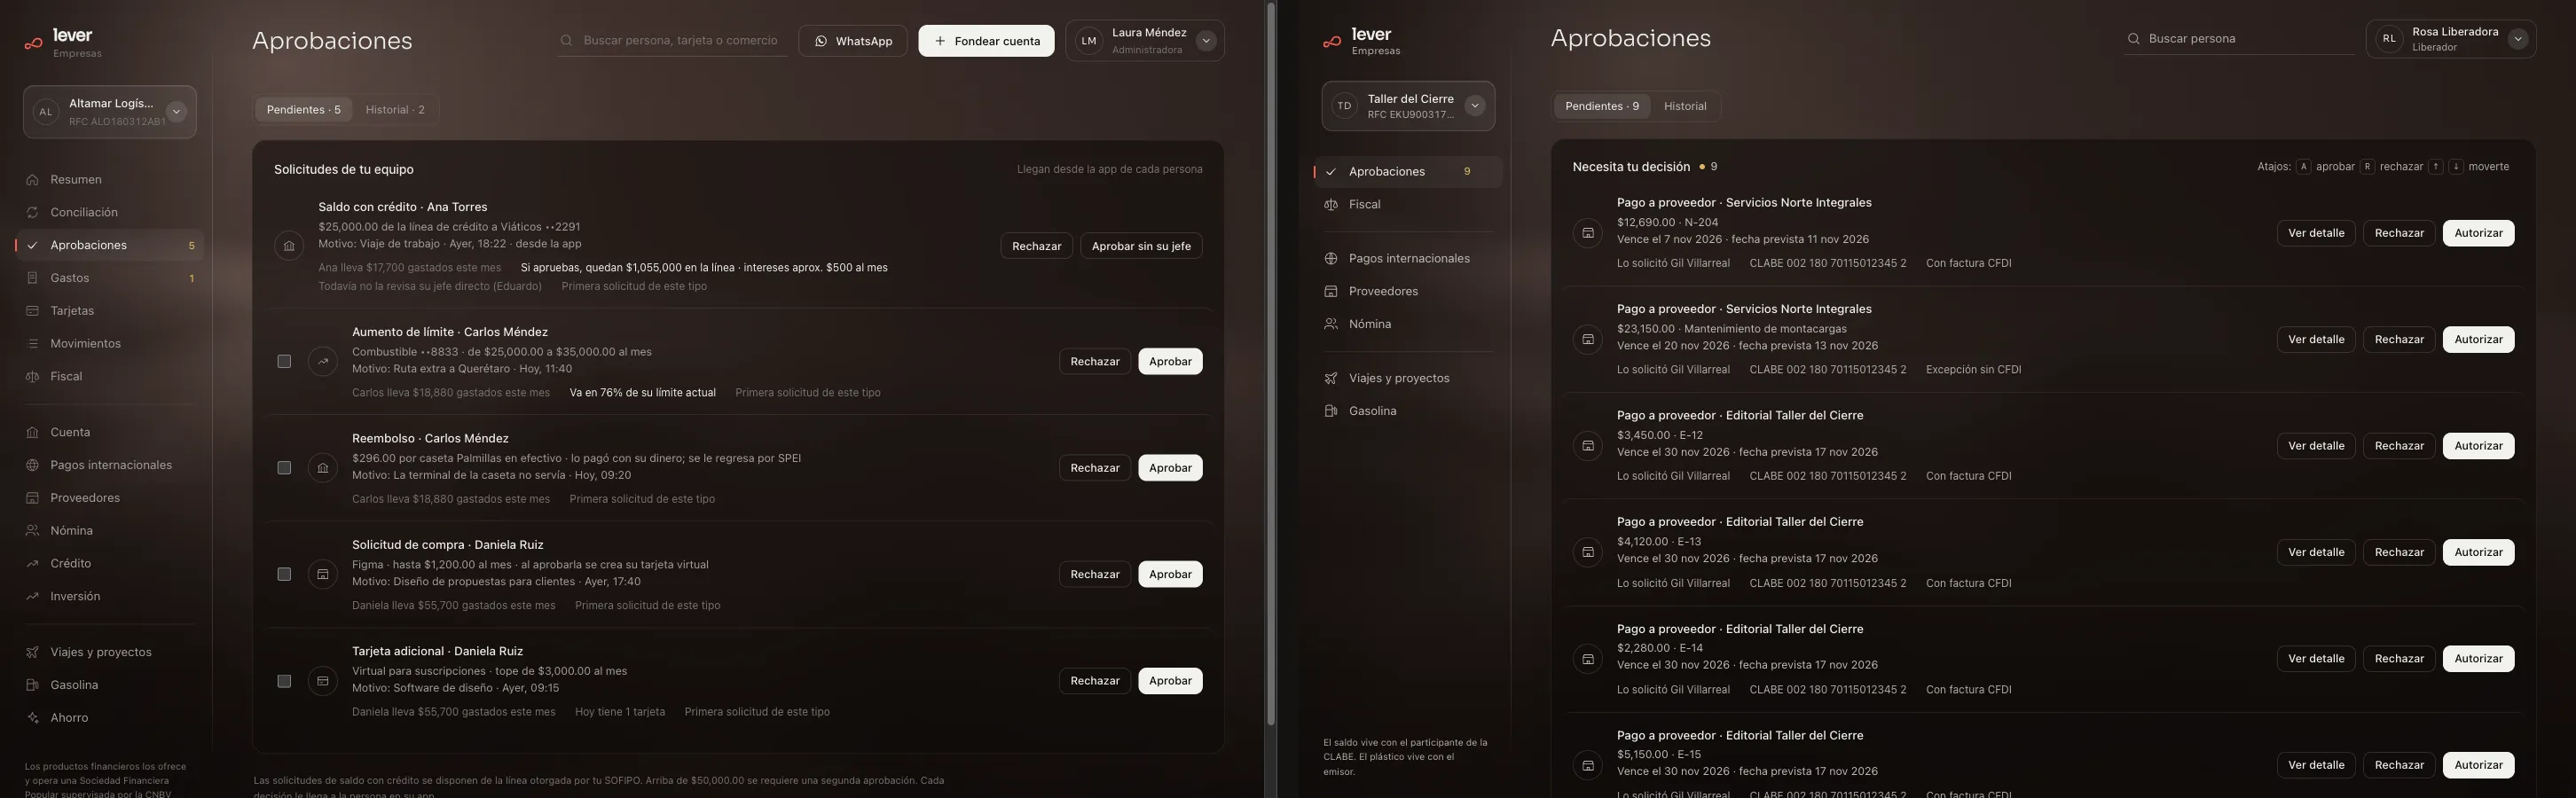 lever
Empresas
Aprobaciones
Buscar persona, tarjeta o comercio
WhatsApp
Fondear cuenta
LM
Laura Méndez
Administradora
AL
Altamar Logís...
RFC ALO180312AB1
Resumen
Conciliación
Aprobaciones 5
Gastos 1
Tarjetas
Movimientos
Fiscal
Cuenta
Pagos internacionales
Proveedores
Nómina
Crédito
Inversión
Viajes y proyectos
Gasolina
Ahorro
Los productos financieros los ofrece
y opera una Sociedad Financiera
Popular supervisada por la CNBV
Pendientes · 5
Historial · 2
Solicitudes de tu equipo
Llegan desde la app de cada persona
Saldo con crédito · Ana Torres
$25,000.00 de la línea de crédito a Viáticos ··2291
Motivo: Viaje de trabajo · Ayer, 18:22 · desde la app
Ana lleva $17,700 gastados este mes Si apruebas, quedan $1,055,000 en la línea · intereses aprox. $500 al mes
Todavía no la revisa su jefe directo (Eduardo) Primera solicitud de este tipo
Rechazar
Aprobar sin su jefe
Aumento de límite · Carlos Méndez
Combustible ··8833 · de $25,000.00 a $35,000.00 al mes
Motivo: Ruta extra a Querétaro · Hoy, 11:40
Carlos lleva $18,880 gastados este mes Va en 76% de su límite actual Primera solicitud de este tipo
Rechazar
Aprobar
Reembolso · Carlos Méndez
$296.00 por caseta Palmillas en efectivo · lo pagó con su dinero; se le regresa por SPEI
Motivo: La terminal de la caseta no servía · Hoy, 09:20
Carlos lleva $18,880 gastados este mes Primera solicitud de este tipo
Rechazar
Aprobar
Solicitud de compra · Daniela Ruiz
Figma · hasta $1,200.00 al mes · al aprobarla se crea su tarjeta virtual
Motivo: Diseño de propuestas para clientes · Ayer, 17:40
Daniela lleva $55,700 gastados este mes Primera solicitud de este tipo
Rechazar
Aprobar
Tarjeta adicional · Daniela Ruiz
Virtual para suscripciones · tope de $3,000.00 al mes
Motivo: Software de diseño · Ayer, 09:15
Daniela lleva $55,700 gastados este mes Hoy tiene 1 tarjeta Primera solicitud de este tipo
Rechazar
Aprobar
Las solicitudes de saldo con crédito se disponen de la línea otorgada por tu SOFIPO. Arriba de $50,000.00 se requiere una segunda aprobación. Cada
decisión le llega a la persona en su app.
lever
Empresas
Aprobaciones
Buscar persona
RL
Rosa Liberadora
Liberador
TD
Taller del Cierre
RFC EKU900317...
Aprobaciones 9
Fiscal
Pagos internacionales
Proveedores
Nómina
Viajes y proyectos
Gasolina
El saldo vive con el participante de la
CLABE. El plástico vive con el
emisor.
Pendientes · 9
Historial
Necesita tu decisión 9
Atajos: A aprobar R rechazar ↑ ↓ moverte
Pago a proveedor · Servicios Norte Integrales
$12,690.00 · N-204
Vence el 7 nov 2026 · fecha prevista 11 nov 2026
Lo solicitó Gil Villarreal CLABE 002 180 70115012345 2 Con factura CFDI
Ver detalle
Rechazar
Autorizar
Pago a proveedor · Servicios Norte Integrales
$23,150.00 · Mantenimiento de montacargas
Vence el 20 nov 2026 · fecha prevista 13 nov 2026
Lo solicitó Gil Villarreal CLABE 002 180 70115012345 2 Excepción sin CFDI
Ver detalle
Rechazar
Autorizar
Pago a proveedor · Editorial Taller del Cierre
$3,450.00 · E-12
Vence el 30 nov 2026 · fecha prevista 17 nov 2026
Lo solicitó Gil Villarreal CLABE 002 180 70115012345 2 Con factura CFDI
Ver detalle
Rechazar
Autorizar
Pago a proveedor · Editorial Taller del Cierre
$4,120.00 · E-13
Vence el 30 nov 2026 · fecha prevista 17 nov 2026
Lo solicitó Gil Villarreal CLABE 002 180 70115012345 2 Con factura CFDI
Ver detalle
Rechazar
Autorizar
Pago a proveedor · Editorial Taller del Cierre
$2,280.00 · E-14
Vence el 30 nov 2026 · fecha prevista 17 nov 2026
Lo solicitó Gil Villarreal CLABE 002 180 70115012345 2 Con factura CFDI
Ver detalle
Rechazar
Autorizar
Pago a proveedor · Editorial Taller del Cierre
$5,150.00 · E-15
Vence el 30 nov 2026 · fecha prevista 17 nov 2026
Lo solicitó Gil Villarreal CLABE 002 180 70115012345 2 Con factura CFDI
Ver detalle
Rechazar
Autorizar